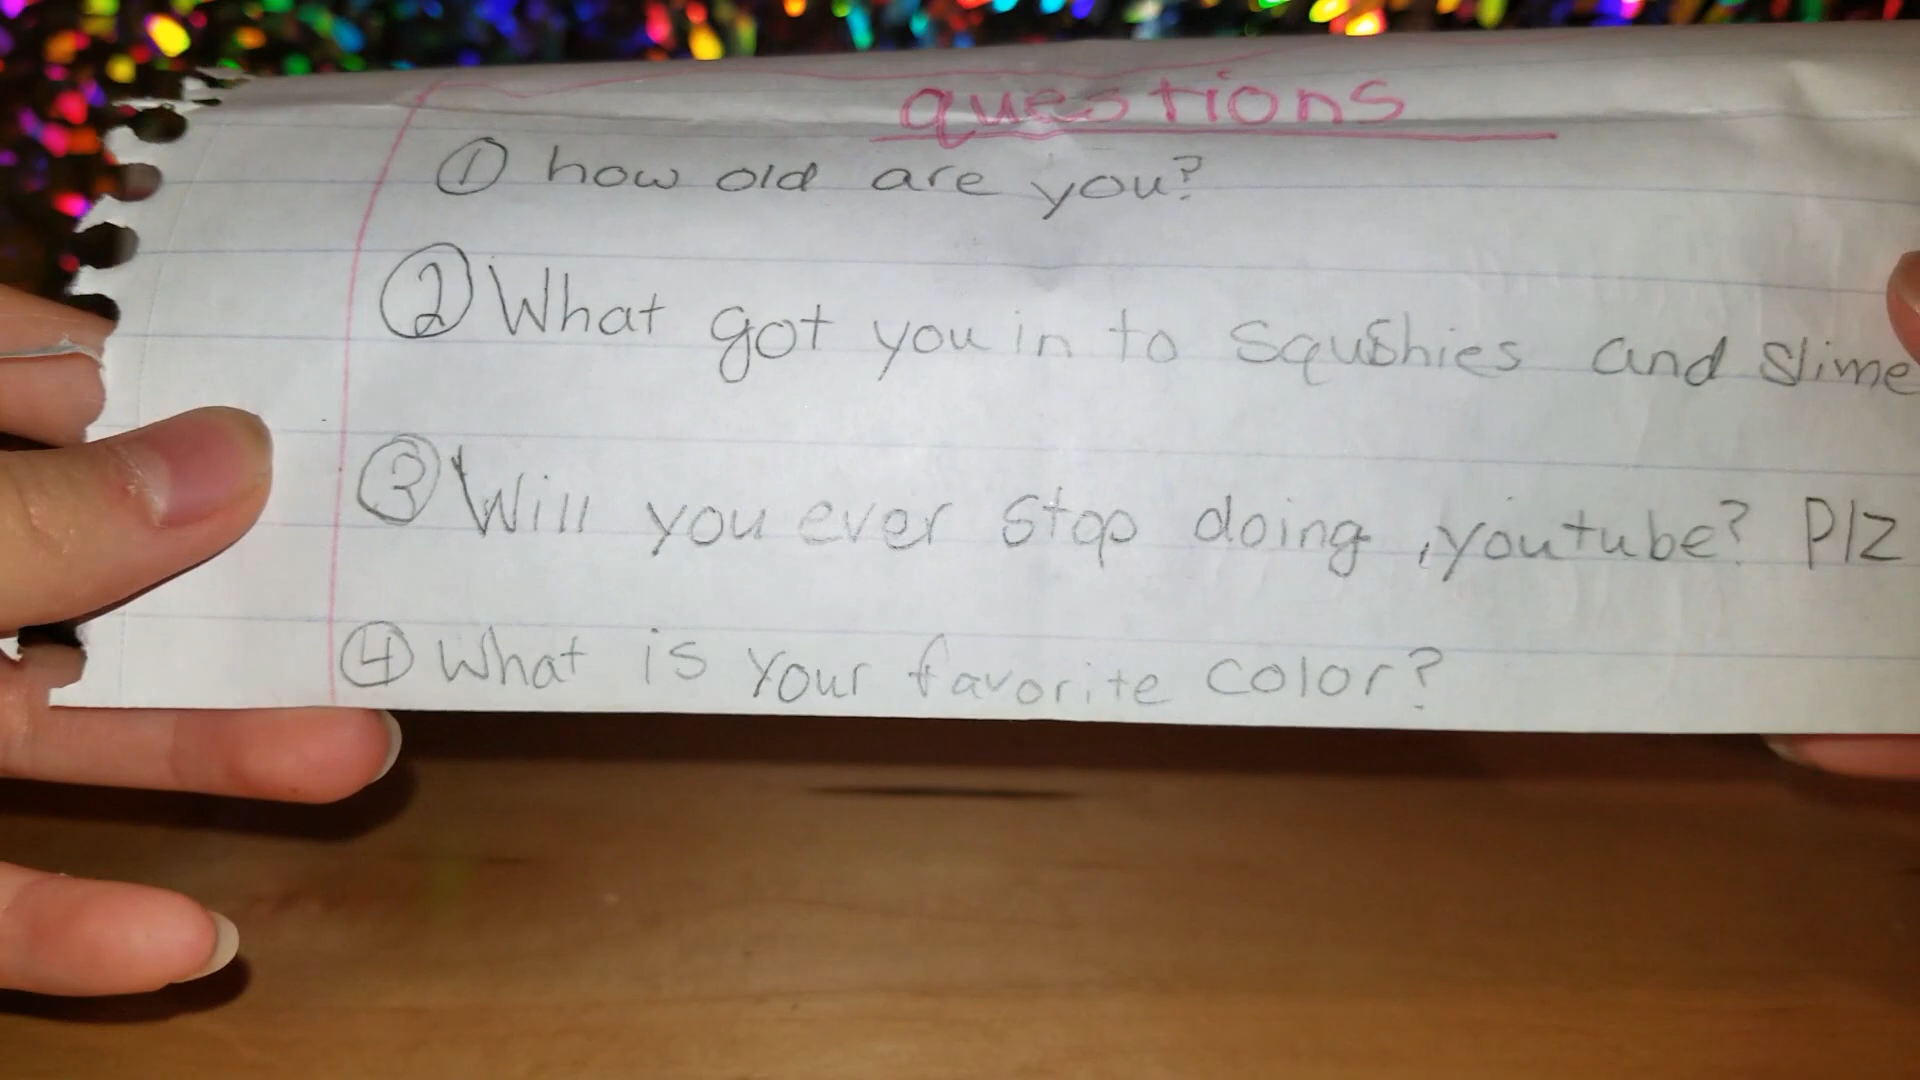 questions
① how old are you?
② What got you in to squshies and slime
③ Will you ever stop doing youtube? Plz
④ What is your favorite color?